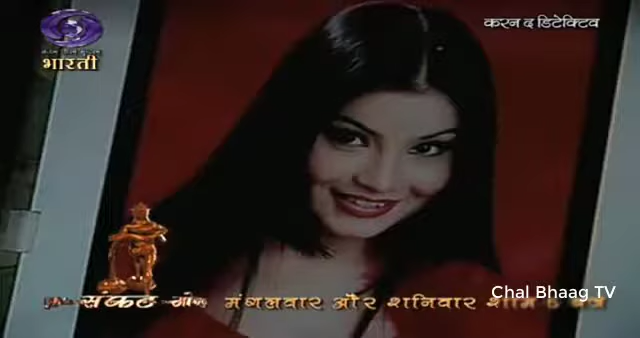 करन द डिटेक्टिव
भारती
मंगलवार और शनिवार शाम
Chal Bhaag TV